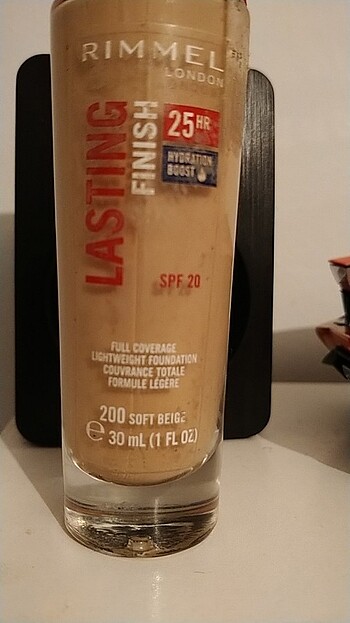 RIMMEL
LONDON
LASTING
FINISH
25HR
HYDRATION
BOOST
SPF 20
FULL COVERAGE
LIGHTWEIGHT FOUNDATION
COUVRANCE TOTALE
FORMULE LÉGÈRE
200 SOFT BEIGE
℮ 30 mL (1 FL OZ)